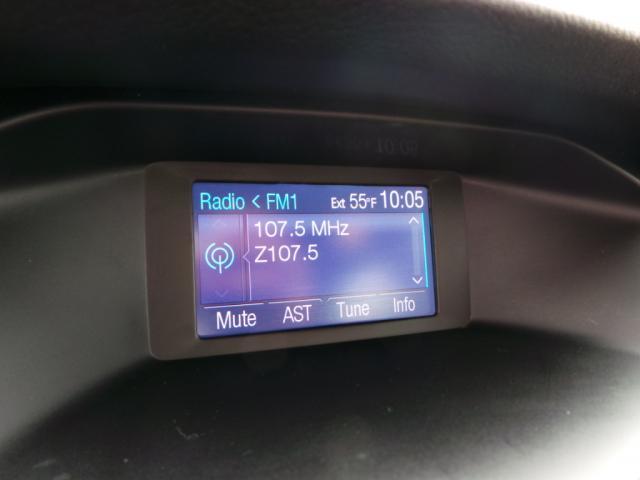 Radio < FM1 Ext 55°F 10:05
107.5 MHz
Z107.5
Mute AST Tune Info